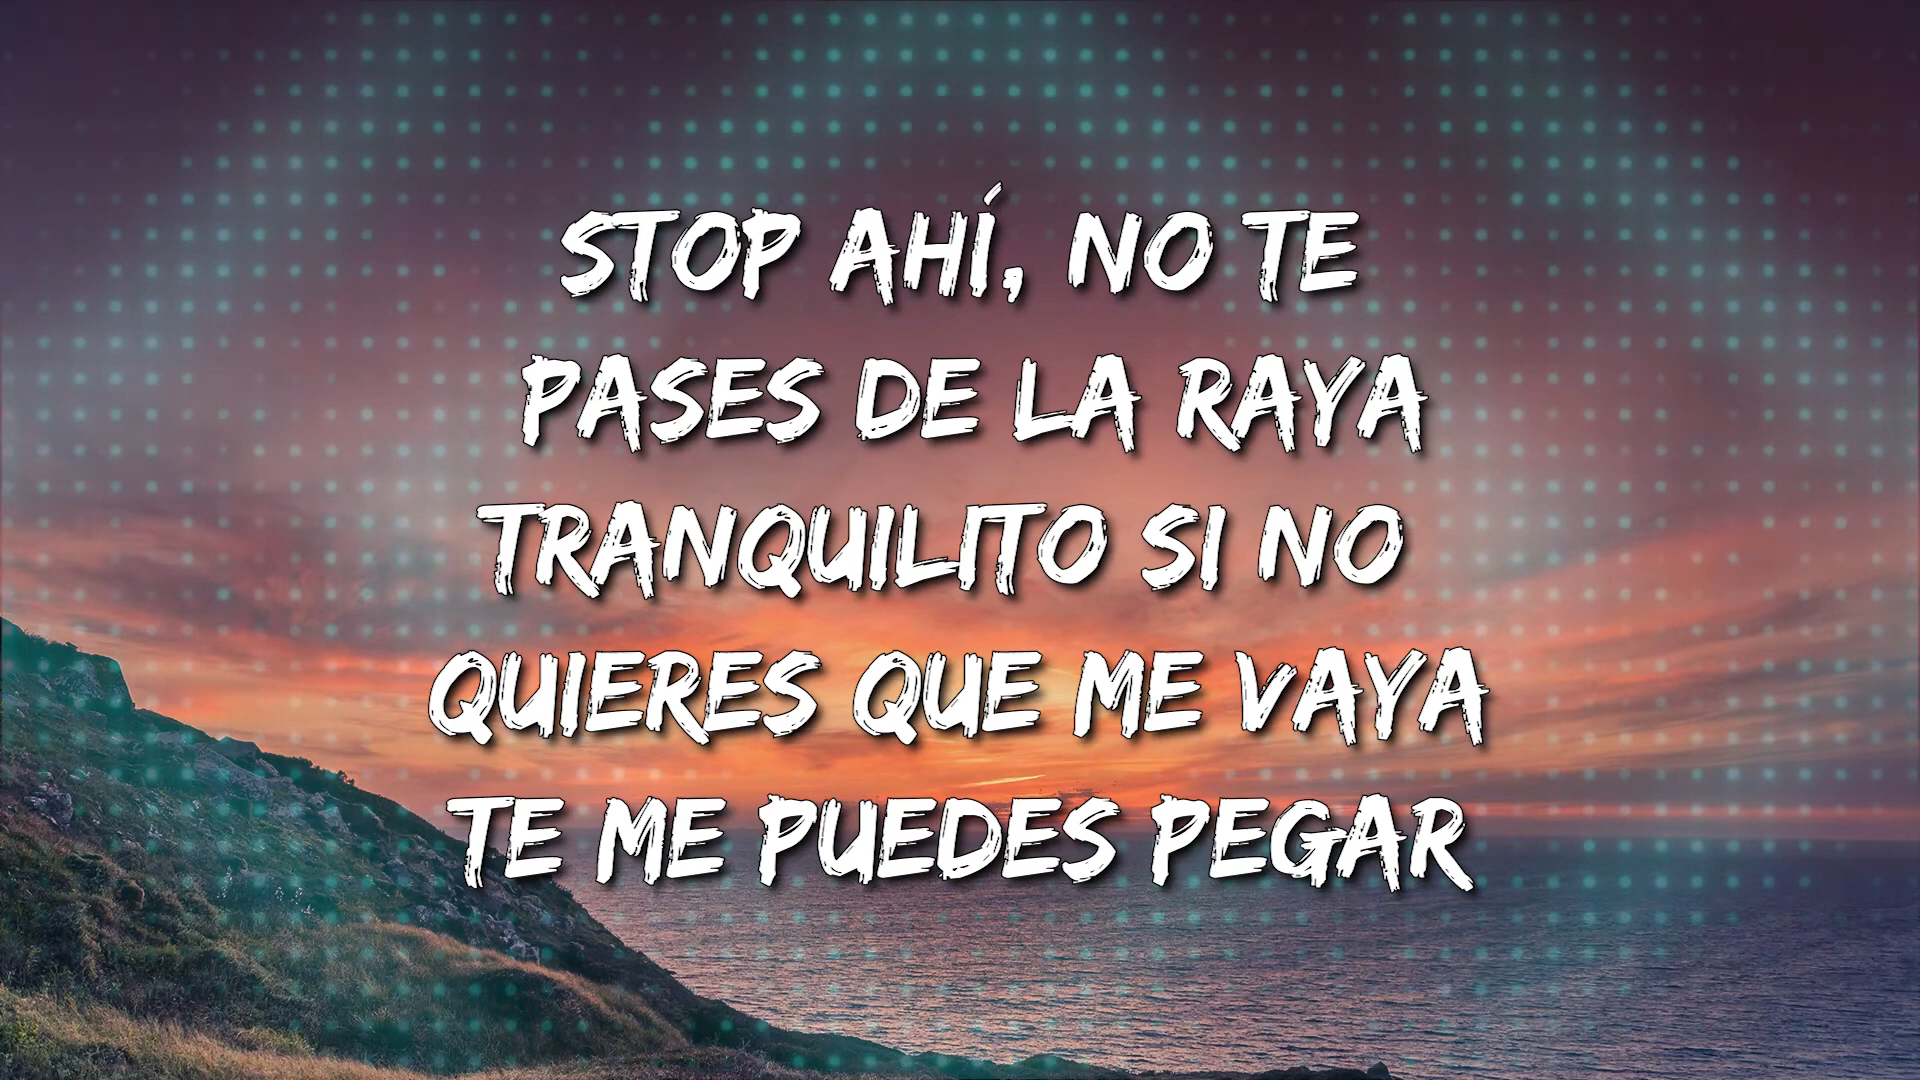 STOP AHÍ, NO TE
PASES DE LA RAYA
TRANQUILITO SI NO
QUIERES QUE ME VAYA
TE ME PUEDES PEGAR